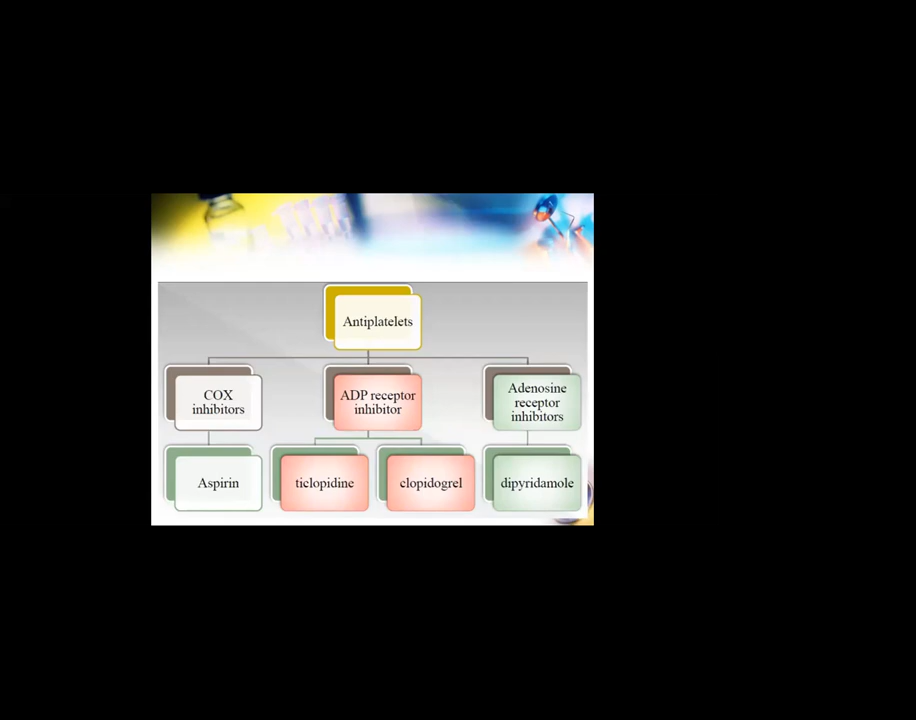 Antiplatelets
COX
inhibitors
ADP receptor
inhibitor
Adenosine
receptor
inhibitors
Aspirin
ticlopidine
clopidogrel
dipyridamole